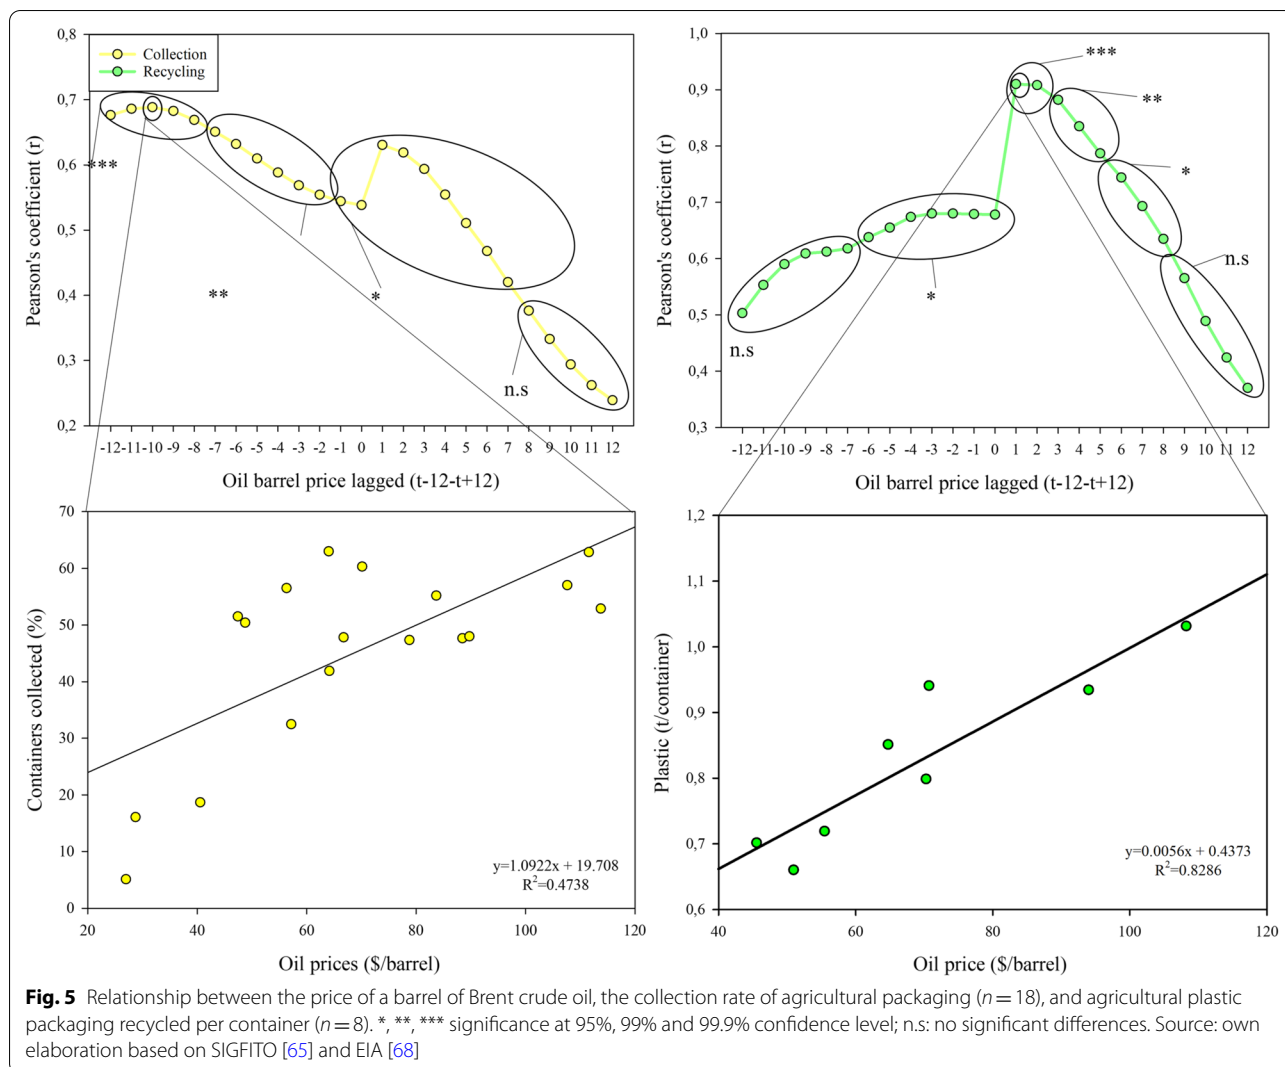 0,8
0,7
0,6
0,5
0,4
0,3
0,2
Pearson's coefficient (r)
Collection
Recycling
***
**
*
n.s
-12 -11 -10 -9 -8 -7 -6 -5 -4 -3 -2 -1 0 1 2 3 4 5 6 7 8 9 10 11 12
Oil barrel price lagged (t-12-t+12)
1,0
0,9
0,8
0,7
0,6
0,5
0,4
0,3
Pearson's coefficient (r)
***
**
*
n.s
*
n.s
-12 -11 -10 -9 -8 -7 -6 -5 -4 -3 -2 -1 0 1 2 3 4 5 6 7 8 9 10 11 12
Oil barrel price lagged (t-12-t+12)
70
60
50
40
30
20
10
0
Containers collected (%)
y=1.0922x + 19.708
R²=0.4738
20 40 60 80 100 120
Oil prices ($/barrel)
1,2
1,1
1,0
0,9
0,8
0,7
0,6
Plastic (t/container)
y=0.0056x + 0.4373
R²=0.8286
40 60 80 100 120
Oil price ($/barrel)
Fig. 5 Relationship between the price of a barrel of Brent crude oil, the collection rate of agricultural packaging (n = 18), and agricultural plastic
packaging recycled per container (n = 8). *, **, *** significance at 95%, 99% and 99.9% confidence level; n.s: no significant differences. Source: own
elaboration based on SIGFITO [65] and EIA [68]